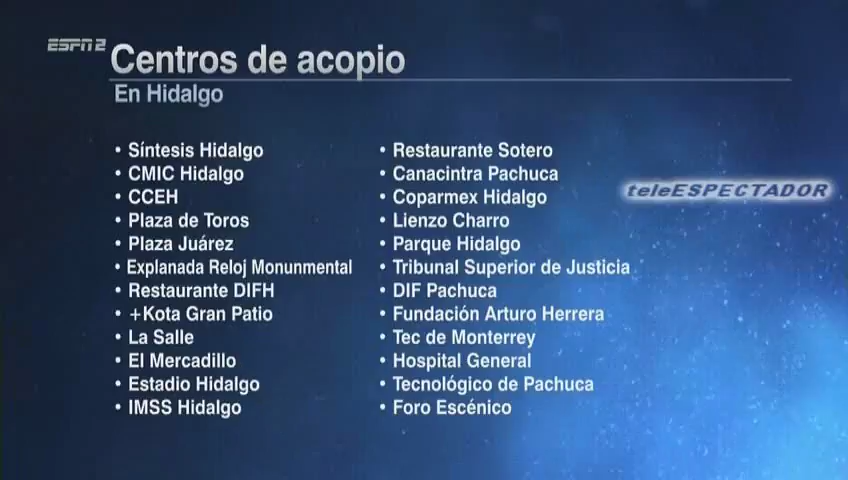 ESPN2
Centros de acopio
En Hidalgo
• Síntesis Hidalgo
• CMIC Hidalgo
• CCEH
• Plaza de Toros
• Plaza Juárez
• Explanada Reloj Monunmental
• Restaurante DIFH
• +Kota Gran Patio
• La Salle
• El Mercadillo
• Estadio Hidalgo
• IMSS Hidalgo
• Restaurante Sotero
• Canacintra Pachuca
• Coparmex Hidalgo
• Lienzo Charro
• Parque Hidalgo
• Tribunal Superior de Justicia
• DIF Pachuca
• Fundación Arturo Herrera
• Tec de Monterrey
• Hospital General
• Tecnológico de Pachuca
• Foro Escénico
teleESPECTADOR